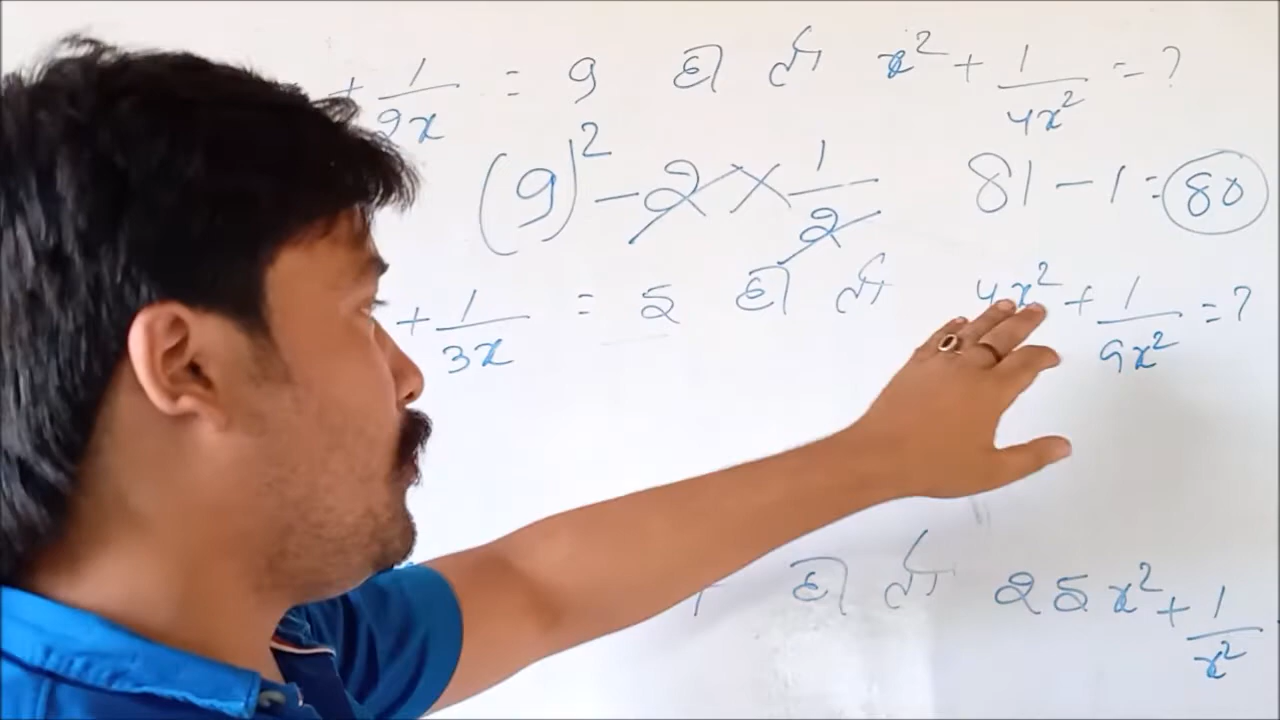 + 1/2x = 9 हो तो x² + 1/4x² = ?
(9)² - 2 × 1/2 81 - 1 = 80
+ 1/3x = 5 हो तो 4x² + 1/9x² = ?
हो तो 25x² + 1/x²